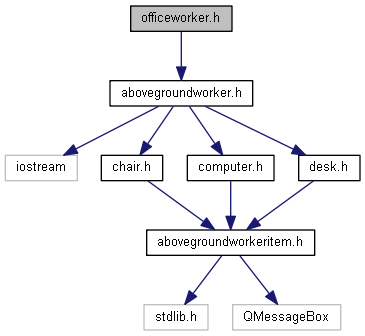 officeworker.h
abovegroundworker.h
iostream
chair.h
computer.h
desk.h
abovegroundworkeritem.h
stdlib.h
QMessageBox